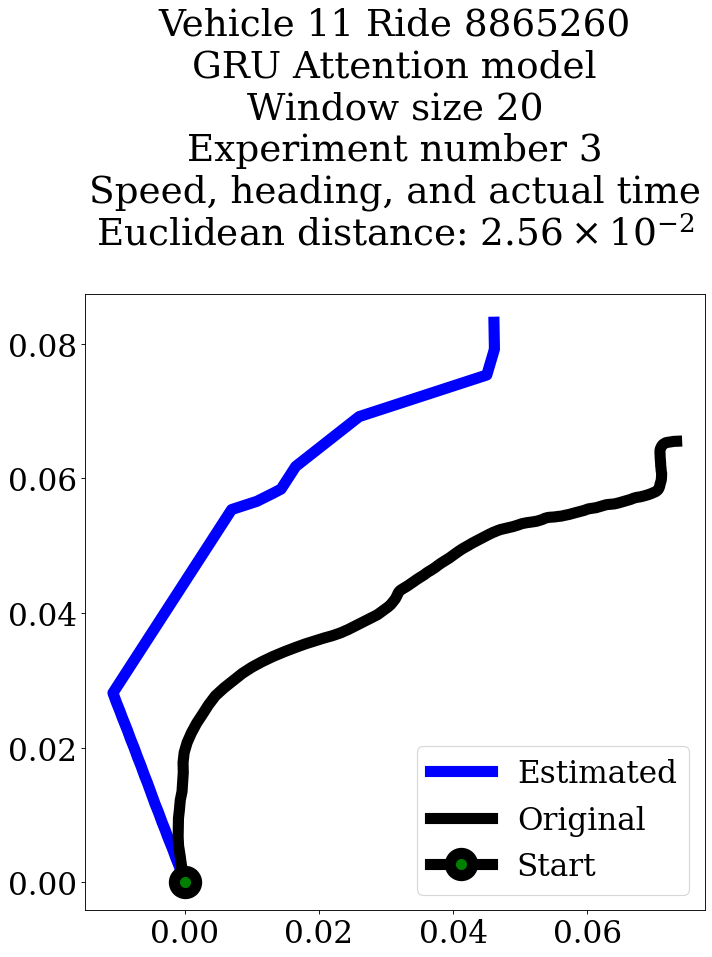 Vehicle 11 Ride 8865260
GRU Attention model
Window size 20
Experiment number 3
Speed, heading, and actual time
Euclidean distance: 2.56 × 10⁻²
0.08
0.06
0.04
0.02
0.00
Estimated
Original
Start
0.00 0.02 0.04 0.06